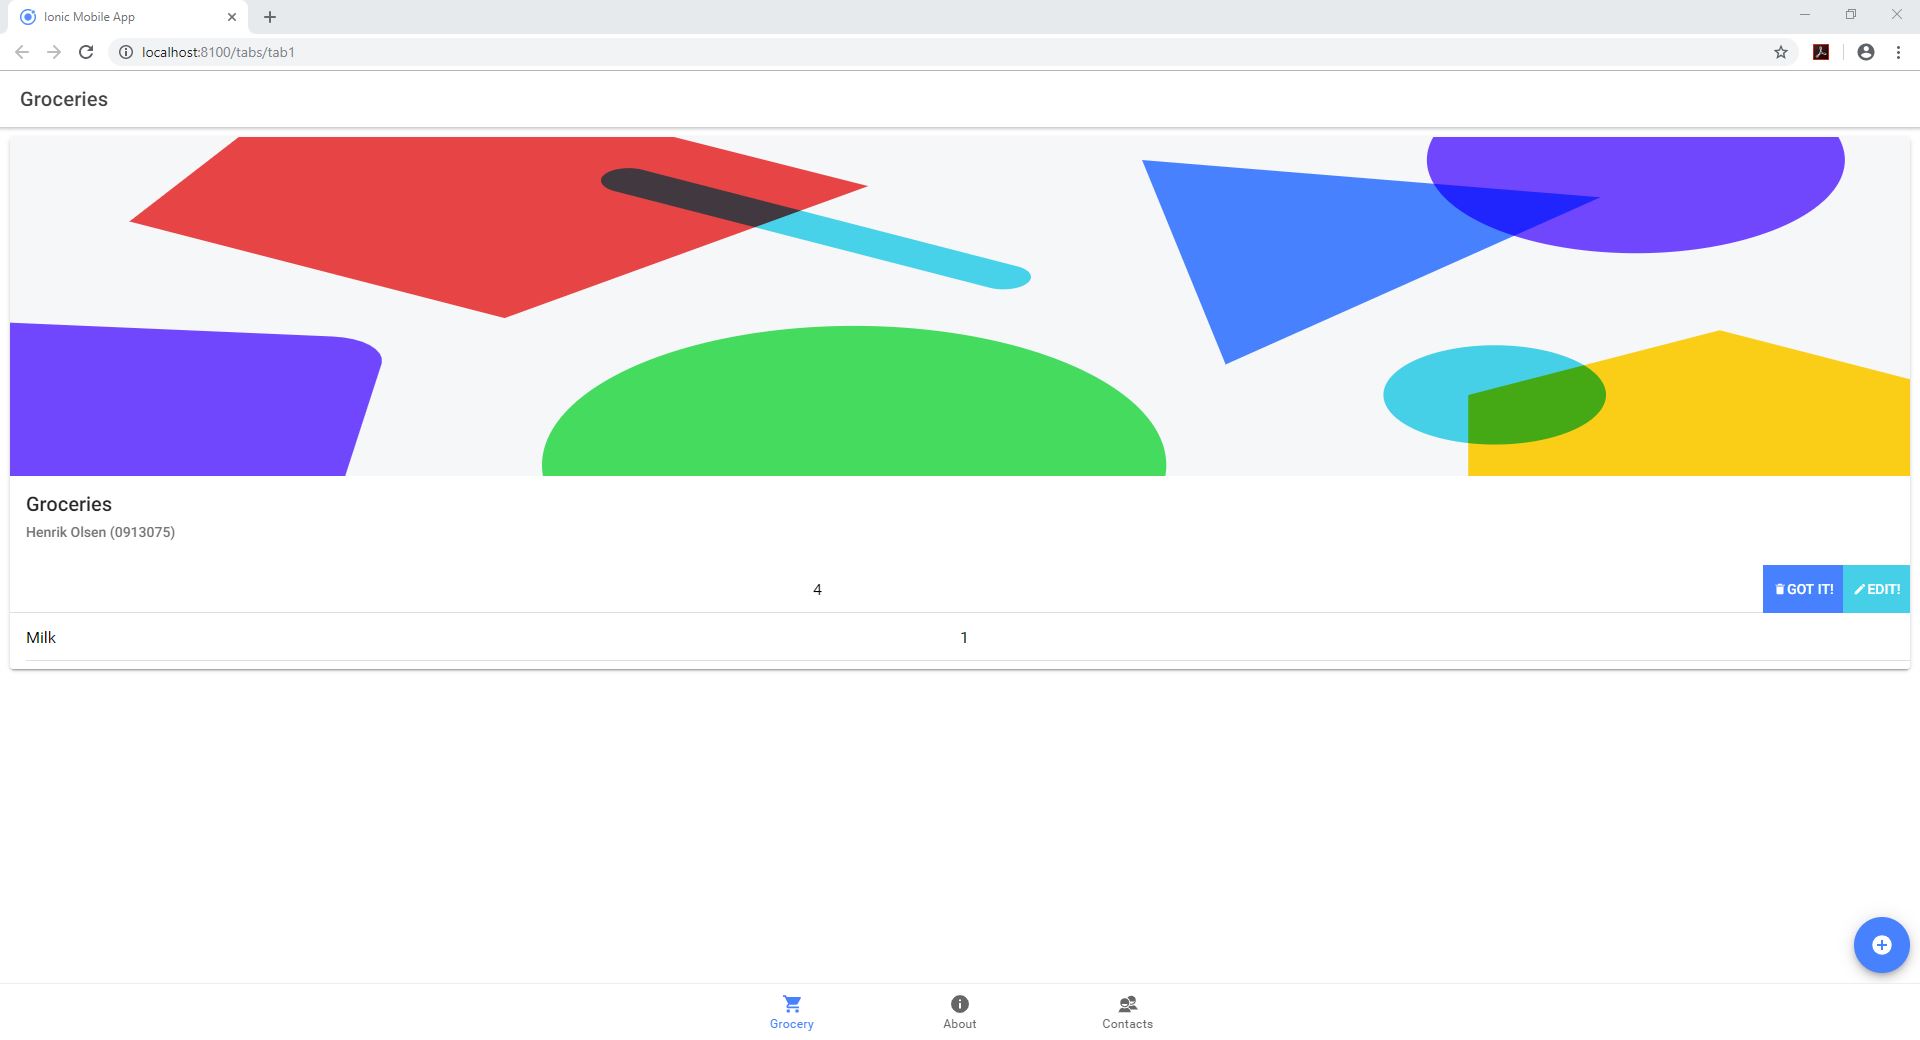 Ionic Mobile App
localhost:8100/tabs/tab1
Groceries
Groceries
Henrik Olsen (0913075)
4 GOT IT! EDIT!
Milk 1
Grocery About Contacts